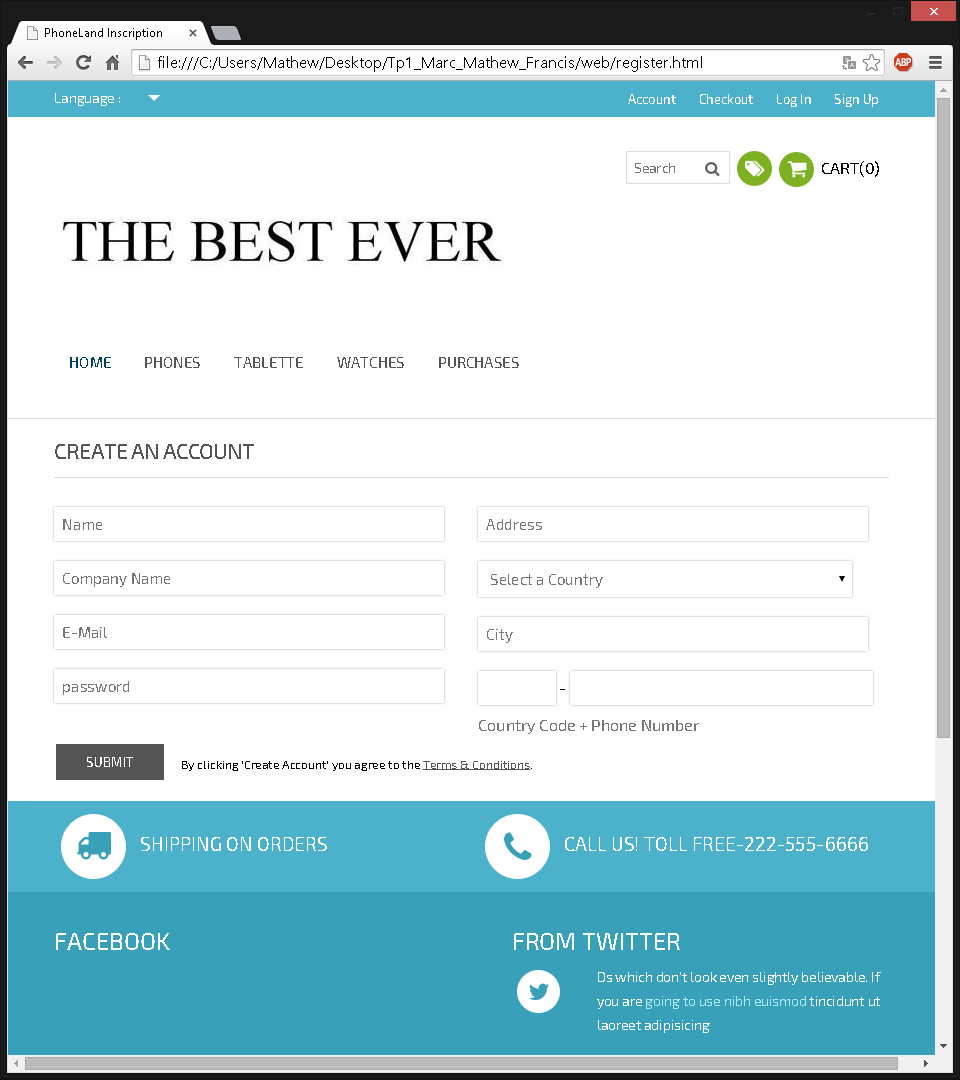 PhoneLand Inscription
file:///C:/Users/Mathew/Desktop/Tp1_Marc_Mathew_Francis/web/register.html
ABP
Language :
Account Checkout Log In Sign Up
Search CART(0)
THE BEST EVER
HOME PHONES TABLETTE WATCHES PURCHASES
CREATE AN ACCOUNT
Name
Address
Company Name
Select a Country
E-Mail
City
password
-
Country Code + Phone Number
SUBMIT By clicking 'Create Account' you agree to the Terms & Conditions.
SHIPPING ON ORDERS
CALL US! TOLL FREE-222-555-6666
FACEBOOK
FROM TWITTER
Ds which don't look even slightly believable. If
you are going to use nibh euismod tincidunt ut
laoreet adipisicing